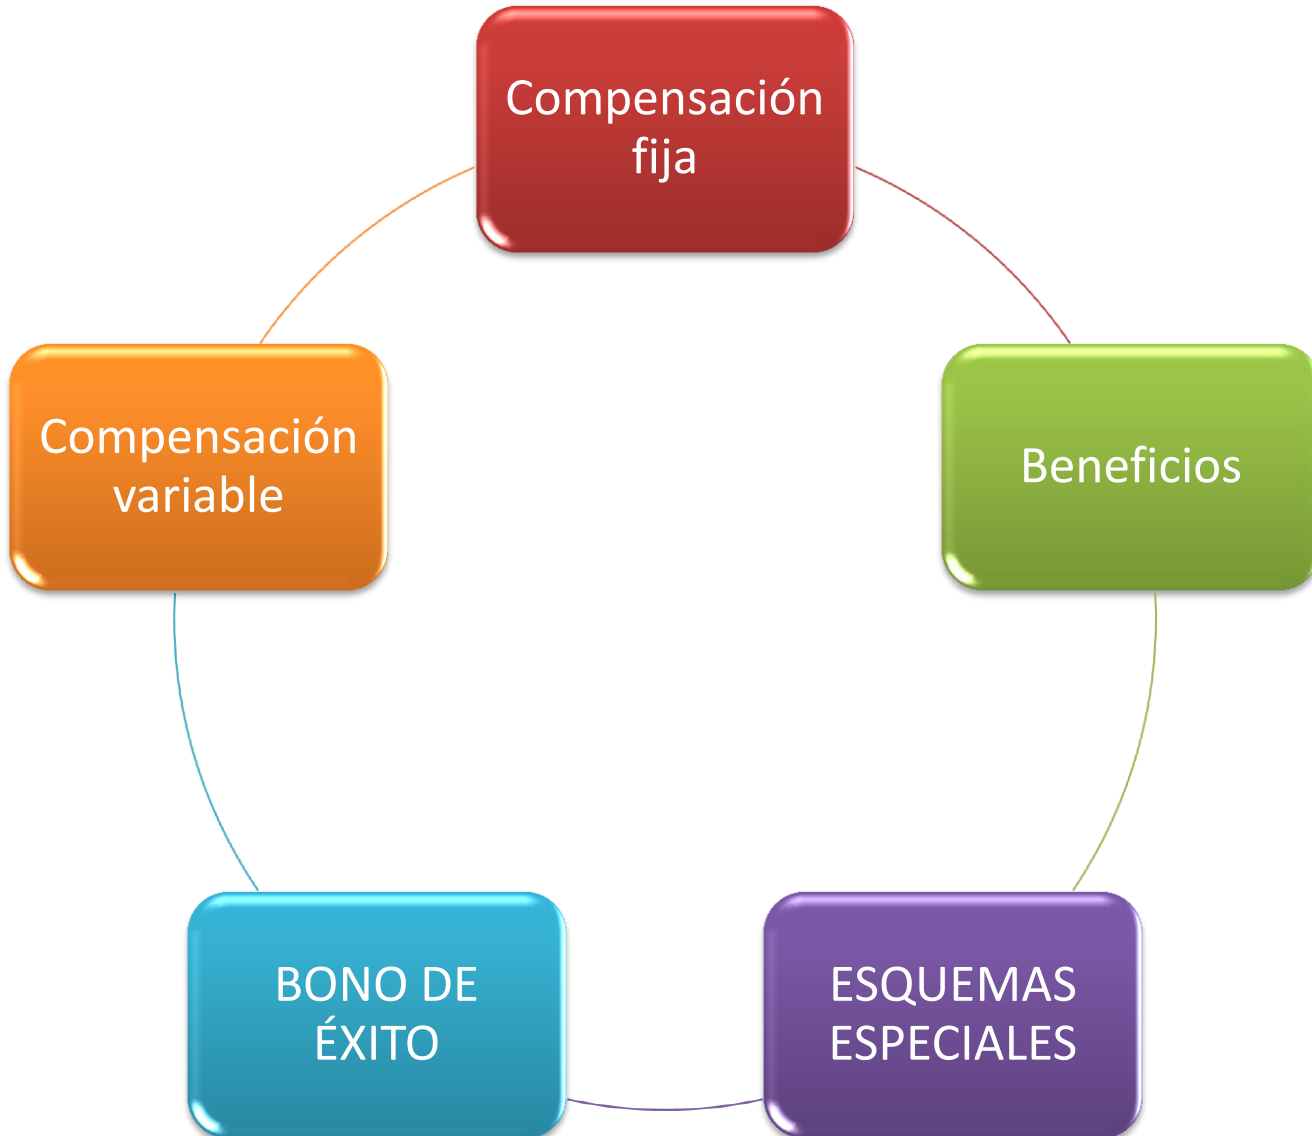 Compensación
fija
Beneficios
ESQUEMAS
ESPECIALES
BONO DE
ÉXITO
Compensación
variable